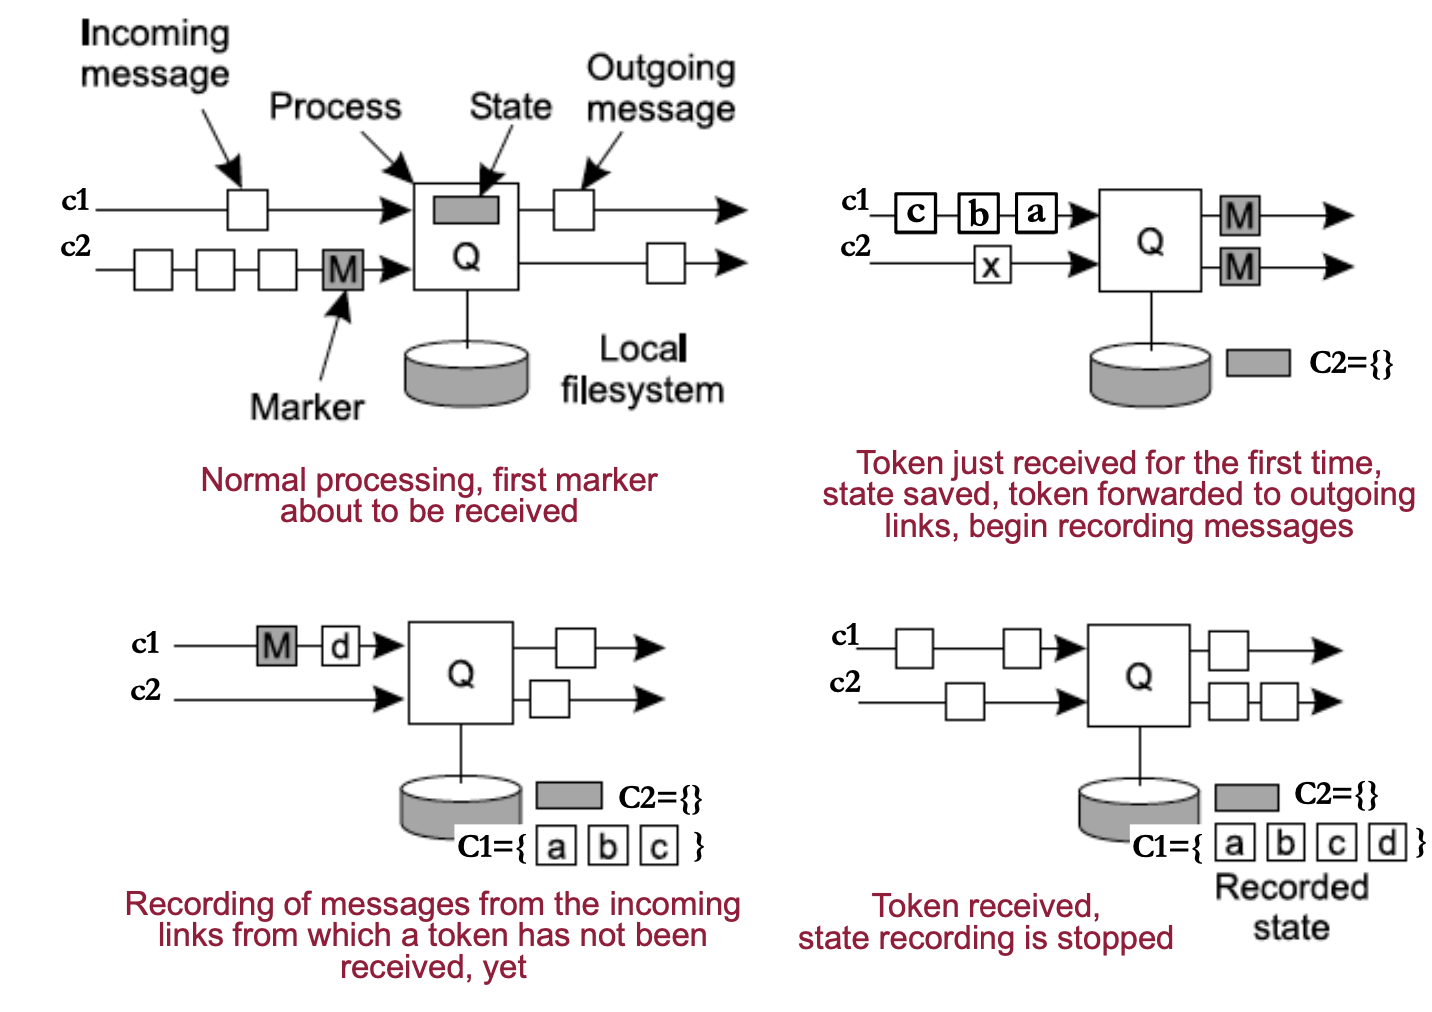 Incoming
message
Process
State
Outgoing
message
c1
c2
M
Q
Marker
Local
filesystem
Normal processing, first marker
about to be received
c1
c b a
c2
x
Q
M
M
C2={}
Token just received for the first time,
state saved, token forwarded to outgoing
links, begin recording messages
c1
M d
c2
Q
C2={}
C1={ a b c }
Recording of messages from the incoming
links from which a token has not been
received, yet
c1
c2
Q
C2={}
C1={ a b c d }
Recorded
state
Token received,
state recording is stopped